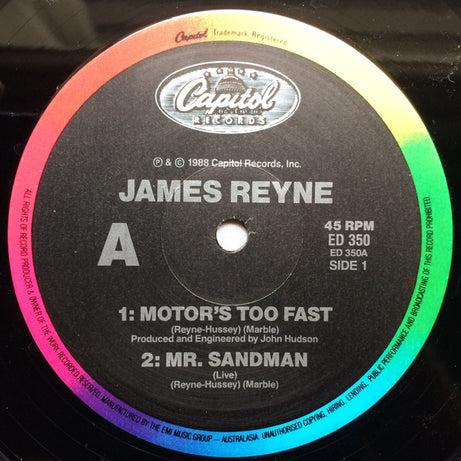 Capitol Trademark Registered
Capitol
RECORDS
℗ & © 1988 Capitol Records, Inc.
JAMES REYNE
A
45 RPM
ED 350
ED 350A
SIDE 1
1: MOTOR'S TOO FAST
(Reyne-Hussey) (Marble)
Produced and Engineered by John Hudson
2: MR. SANDMAN
(Live)
(Reyne-Hussey) (Marble)
ALL RIGHTS OF RECORD PRODUCER & OWNER OF THE WORK RECORDED RESERVED. MANUFACTURED BY THE EMI MUSIC GROUP – AUSTRALASIA. UNAUTHORISED COPYING, HIRING, LENDING, PUBLIC PERFORMANCE AND BROADCASTING OF THIS RECORD PROHIBITED.